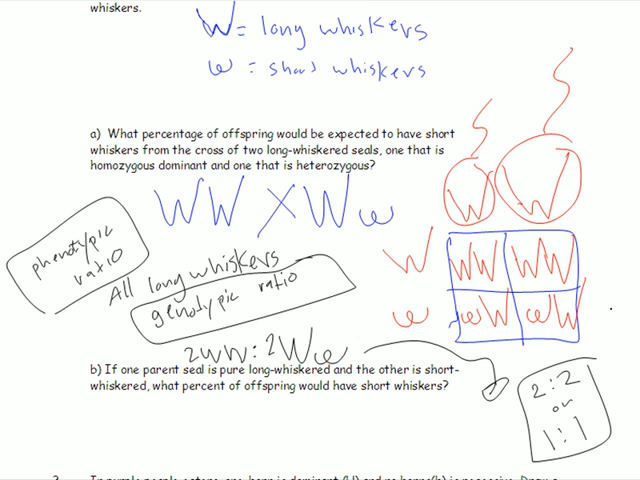 whiskers.
W = long whiskers
w = short whiskers
a) What percentage of offspring would be expected to have short
whiskers from the cross of two long-whiskered seals, one that is
homozygous dominant and one that is heterozygous?
WW X Ww
W W
W WW WW
w wW wW
phenotypic
ratio
All long whiskers
genotypic ratio
2WW : 2Ww
2:2
or
1:1
b) If one parent seal is pure long-whiskered and the other is short-
whiskered, what percent of offspring would have short whiskers?